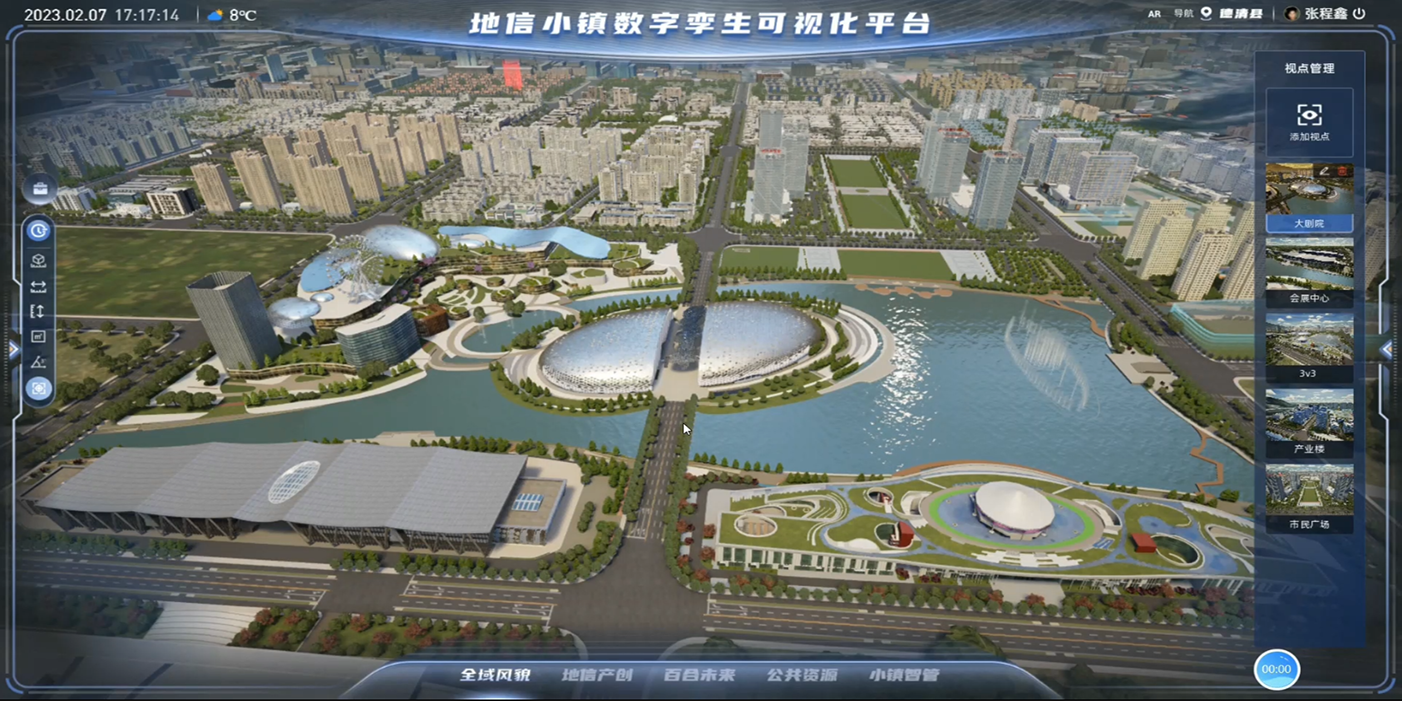 2023.02.07 17:17:14 8℃
地信小镇数字孪生可视化平台
AR 导航 德清县 张程鑫
视点管理
添加视点
大剧院
会展中心
3v3
产业楼
市民广场
00:00
全域风貌 地信产创 百合未来 公共资源 小镇智管